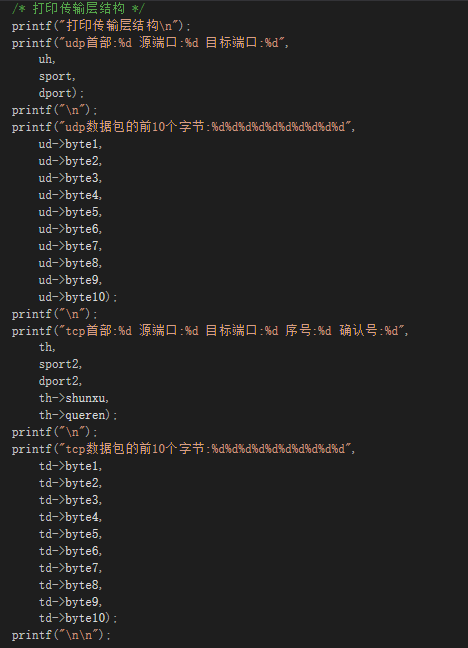 /* 打印传输层结构 */
printf("打印传输层结构\n");
printf("udp首部:%d 源端口:%d 目标端口:%d",
uh,
sport,
dport);
printf("\n");
printf("udp数据包的前10个字节:%d%d%d%d%d%d%d%d%d%d",
ud->byte1,
ud->byte2,
ud->byte3,
ud->byte4,
ud->byte5,
ud->byte6,
ud->byte7,
ud->byte8,
ud->byte9,
ud->byte10);
printf("\n");
printf("tcp首部:%d 源端口:%d 目标端口:%d 序号:%d 确认号:%d",
th,
sport2,
dport2,
th->shunxu,
th->queren);
printf("\n");
printf("tcp数据包的前10个字节:%d%d%d%d%d%d%d%d%d%d",
td->byte1,
td->byte2,
td->byte3,
td->byte4,
td->byte5,
td->byte6,
td->byte7,
td->byte8,
td->byte9,
td->byte10);
printf("\n\n");